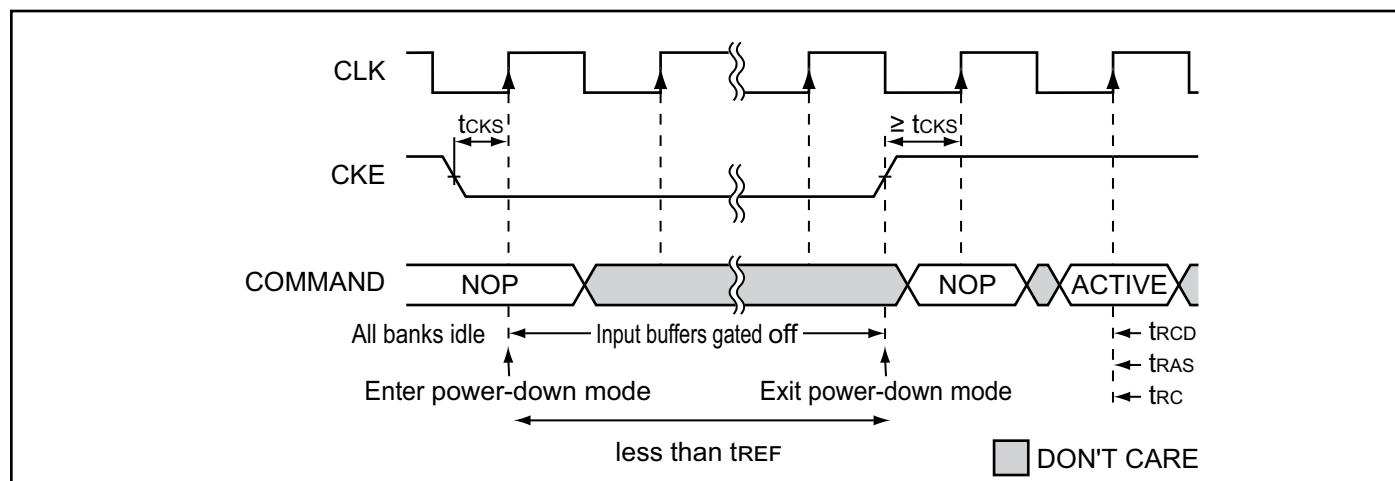 CLK
tCKS
≥ tCKS
CKE
COMMAND
NOP
NOP
ACTIVE
All banks idle
Input buffers gated off
tRCD
tRAS
tRC
Enter power-down mode
Exit power-down mode
less than tREF
DON'T CARE